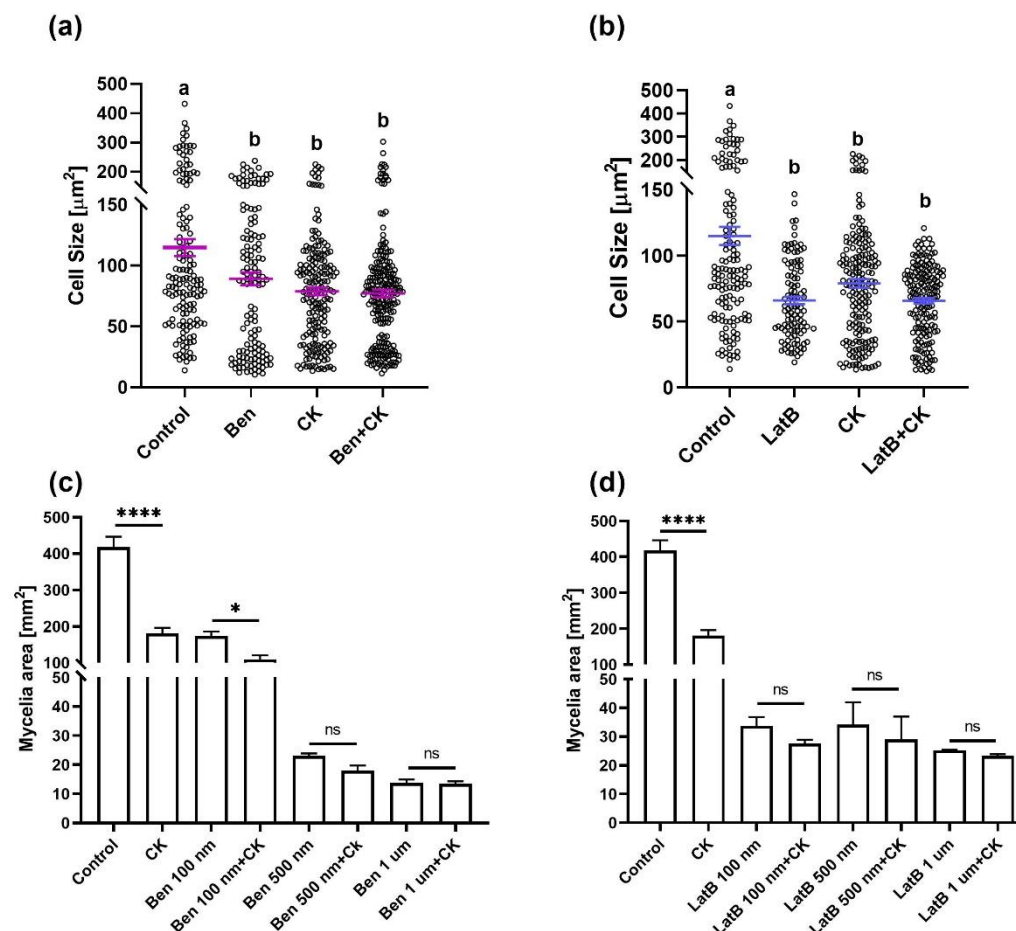 (a)
Cell Size [μm²]
500
400
300
200
150
100
50
0
a
b
b
b
Control
Ben
CK
Ben+CK
(b)
Cell Size [μm²]
500
400
300
200
150
100
50
0
a
b
b
b
Control
LatB
CK
LatB+CK
(c)
Mycelia area [mm²]
500
400
300
200
100
50
40
30
20
10
0
****
*
ns
ns
Control
CK
Ben 100 nm
Ben 100 nm+CK
Ben 500 nm
Ben 500 nm+Ck
Ben 1 um
Ben 1 um+CK
(d)
Mycelia area [mm²]
500
400
300
200
100
50
40
30
20
10
0
****
ns
ns
ns
Control
CK
LatB 100 nm
LatB 100 nm+CK
LatB 500 nm
LatB 500 nm+CK
LatB 1 um
LatB 1 um+CK